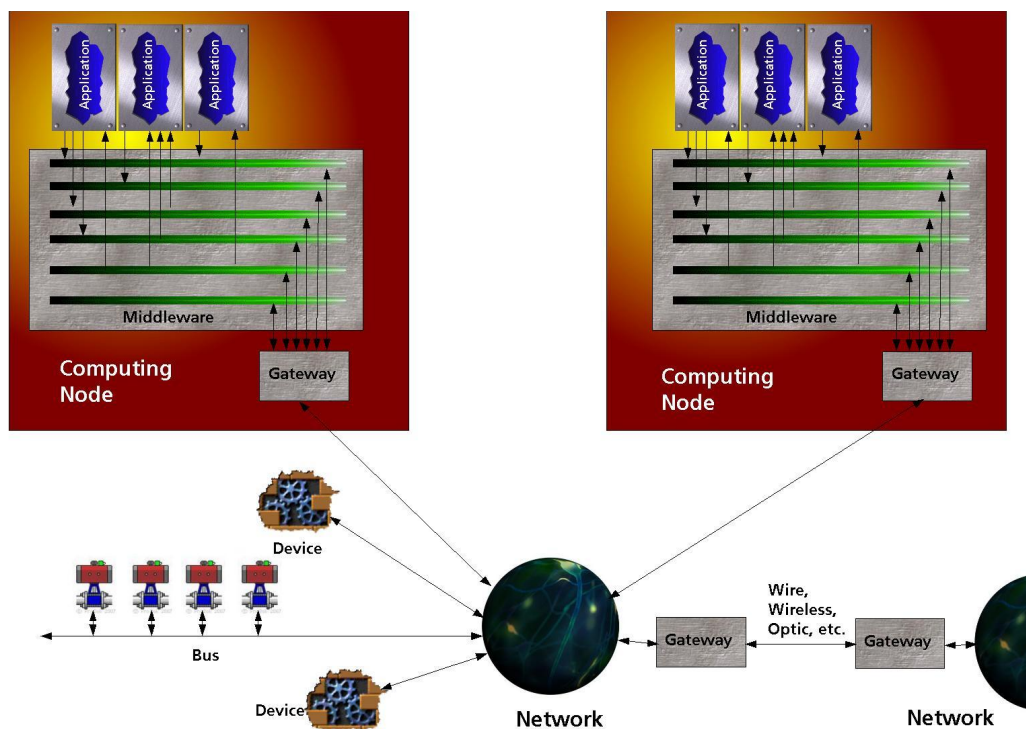 Application
Application
Application
Application
Application
Application
Middleware
Middleware
Computing
Node
Gateway
Computing
Node
Gateway
Device
Wire,
Wireless,
Optic, etc.
Gateway
Gateway
Bus
Device
Network
Network